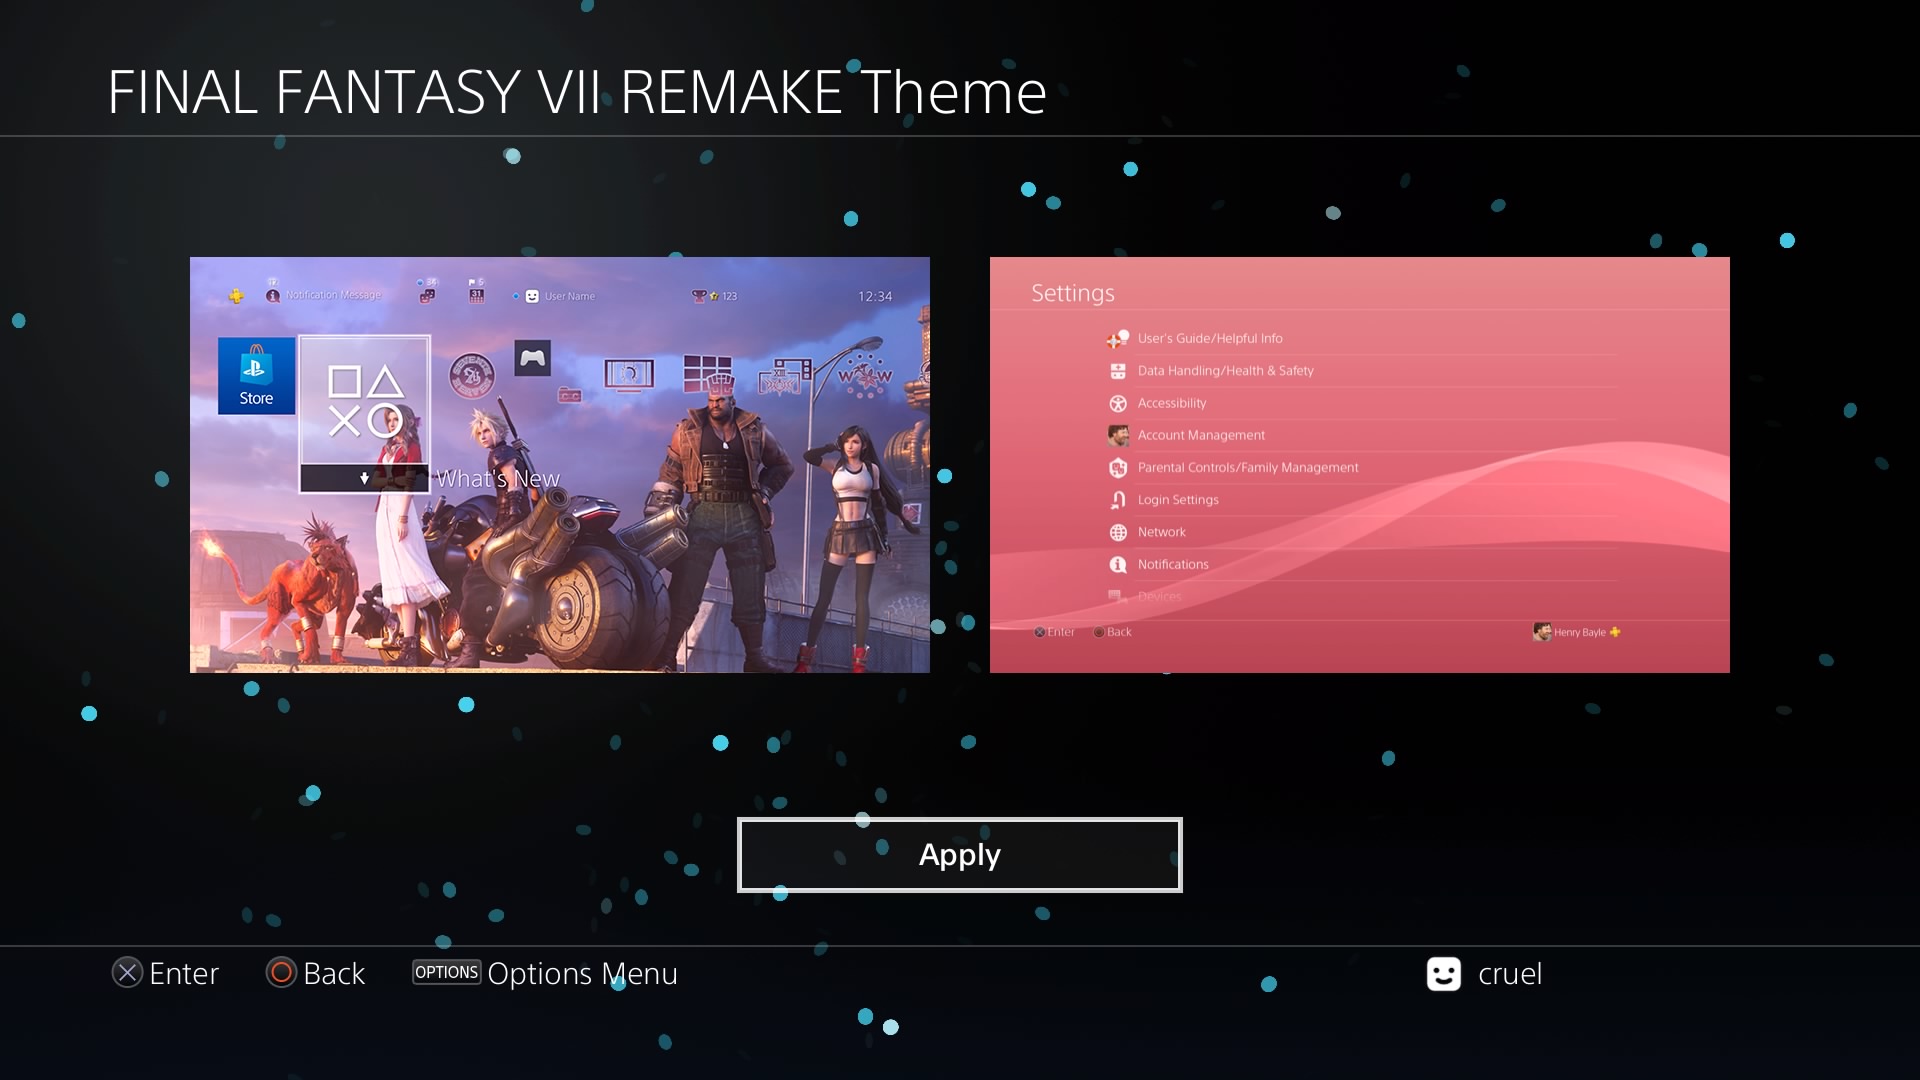 FINAL FANTASY VII REMAKE Theme
Notification Message
5
31
User Name
123
12:34
Store
What's New
Settings
User's Guide/Helpful Info
Data Handling/Health & Safety
Accessibility
Account Management
Parental Controls/Family Management
Login Settings
Network
Notifications
Devices
Enter
Back
Henry Bayle
Apply
Enter
Back
OPTIONS Options Menu
cruel